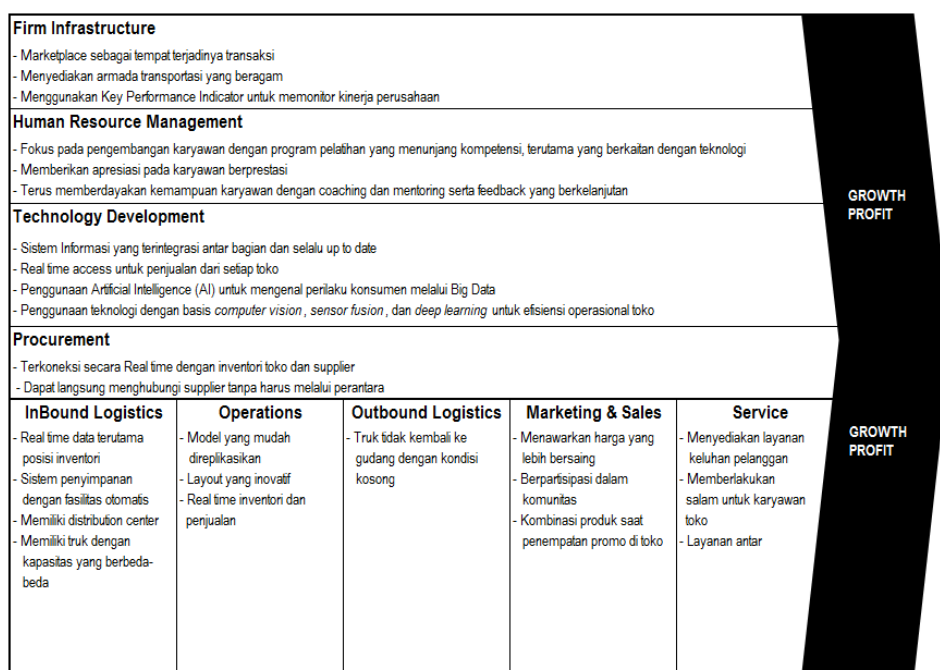 Firm Infrastructure
- Marketplace sebagai tempat terjadinya transaksi
- Menyediakan armada transportasi yang beragam
- Menggunakan Key Performance Indicator untuk memonitor kinerja perusahaan
Human Resource Management
- Fokus pada pengembangan karyawan dengan program pelatihan yang menunjang kompetensi, terutama yang berkaitan dengan teknologi
- Memberikan apresiasi pada karyawan berprestasi
- Terus memberdayakan kemampuan karyawan dengan coaching dan mentoring serta feedback yang berkelanjutan
GROWTH
PROFIT
Technology Development
- Sistem Informasi yang terintegrasi antar bagian dan selalu up to date
- Real time access untuk penjualan dari setiap toko
- Penggunaan Artificial Intelligence (AI) untuk mengenal perilaku konsumen melalui Big Data
- Penggunaan teknologi dengan basis computer vision, sensor fusion, dan deep learning untuk efisiensi operasional toko
Procurement
- Terkoneksi secara Real time dengan inventori toko dan supplier
- Dapat langsung menghubungi supplier tanpa harus melalui perantara
InBound Logistics
- Real time data terutama
posisi inventori
- Sistem penyimpanan
dengan fasilitas otomatis
- Memiliki distribution center
- Memiliki truk dengan
kapasitas yang berbeda-
beda
Operations
- Model yang mudah
direplikasikan
- Layout yang inovatif
- Real time inventori dan
penjualan
Outbound Logistics
- Truk tidak kembali ke
gudang dengan kondisi
kosong
Marketing & Sales
- Menawarkan harga yang
lebih bersaing
- Berpartisipasi dalam
komunitas
- Kombinasi produk saat
penempatan promo di toko
Service
- Menyediakan layanan
keluhan pelanggan
- Memberlakukan
salam untuk karyawan
toko
- Layanan antar
GROWTH
PROFIT